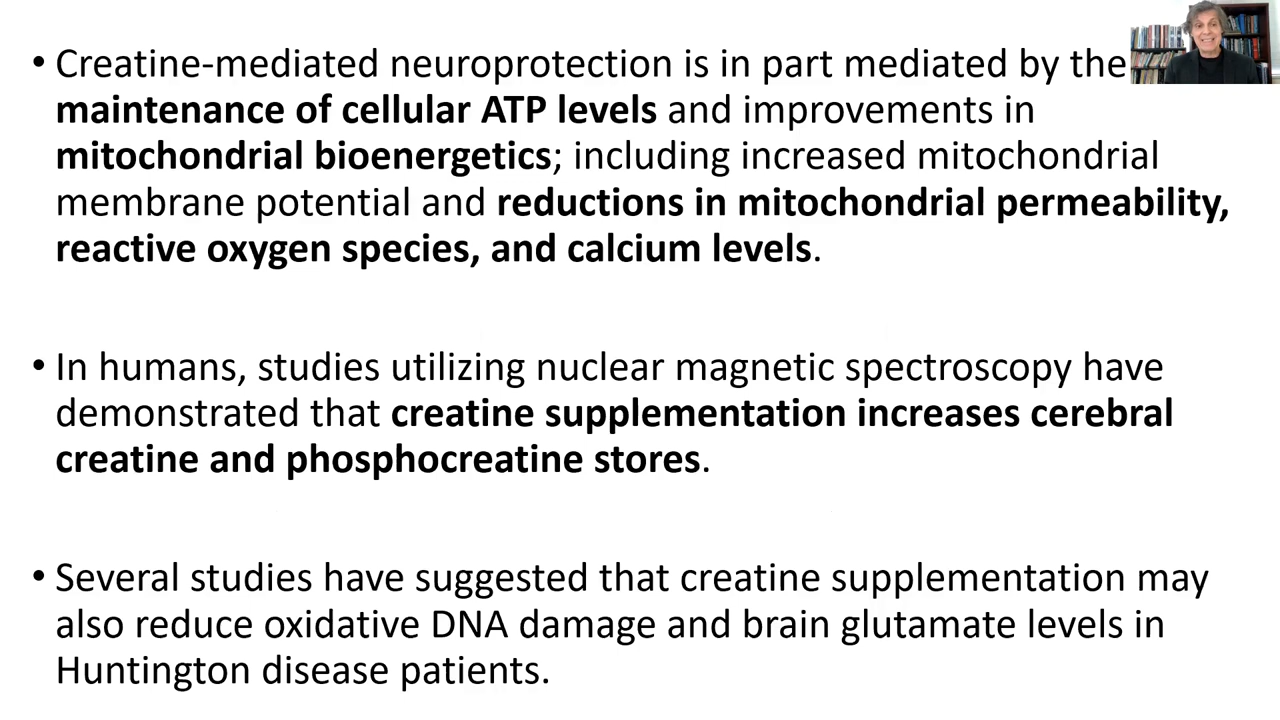 • Creatine-mediated neuroprotection is in part mediated by the
maintenance of cellular ATP levels and improvements in
mitochondrial bioenergetics; including increased mitochondrial
membrane potential and reductions in mitochondrial permeability,
reactive oxygen species, and calcium levels.
• In humans, studies utilizing nuclear magnetic spectroscopy have
demonstrated that creatine supplementation increases cerebral
creatine and phosphocreatine stores.
• Several studies have suggested that creatine supplementation may
also reduce oxidative DNA damage and brain glutamate levels in
Huntington disease patients.